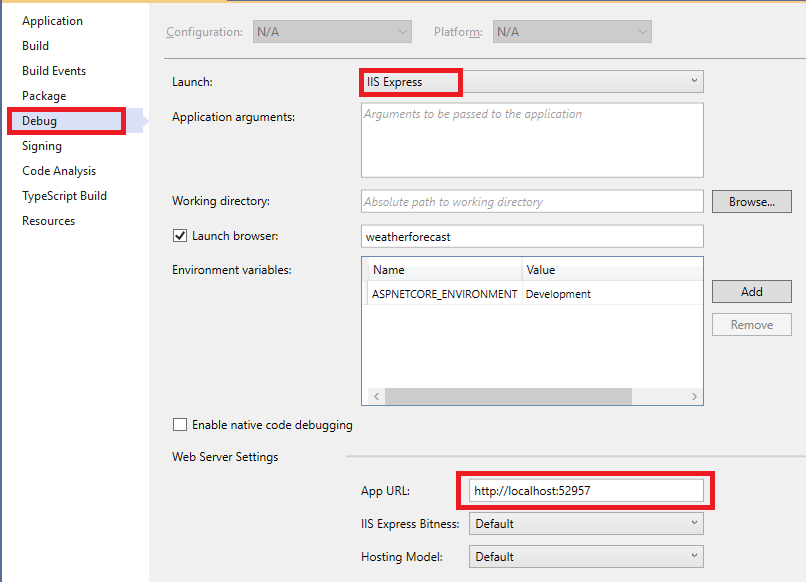 Application
Build
Build Events
Package
Debug
Signing
Code Analysis
TypeScript Build
Resources
Configuration: N/A Platform: N/A
Launch: IIS Express
Application arguments: Arguments to be passed to the application
Working directory: Absolute path to working directory Browse...
Launch browser: weatherforecast
Environment variables:
Name Value
ASPNETCORE_ENVIRONMENT Development
Add
Remove
Enable native code debugging
Web Server Settings
App URL: http://localhost:52957
IIS Express Bitness: Default
Hosting Model: Default